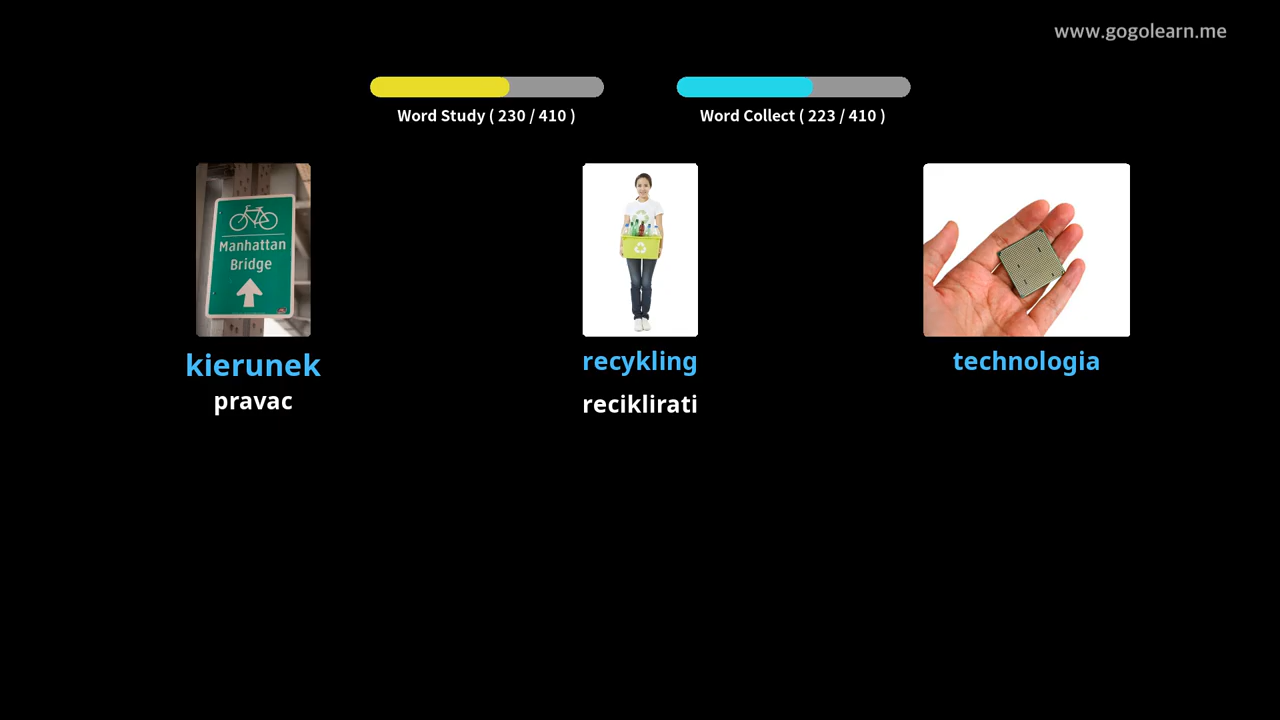 www.gogolearn.me
Word Study ( 230 / 410 )
Word Collect ( 223 / 410 )
Manhattan
Bridge
kierunek
pravac
recykling
reciklirati
technologia